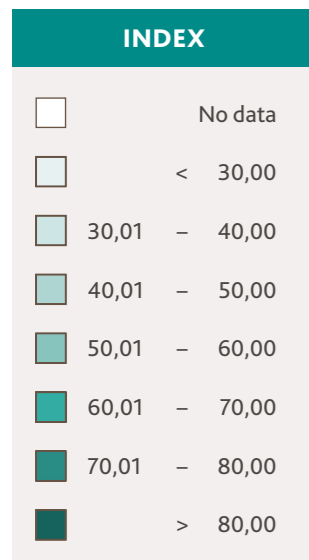 INDEX
No data
< 30,00
30,01 – 40,00
40,01 – 50,00
50,01 – 60,00
60,01 – 70,00
70,01 – 80,00
> 80,00